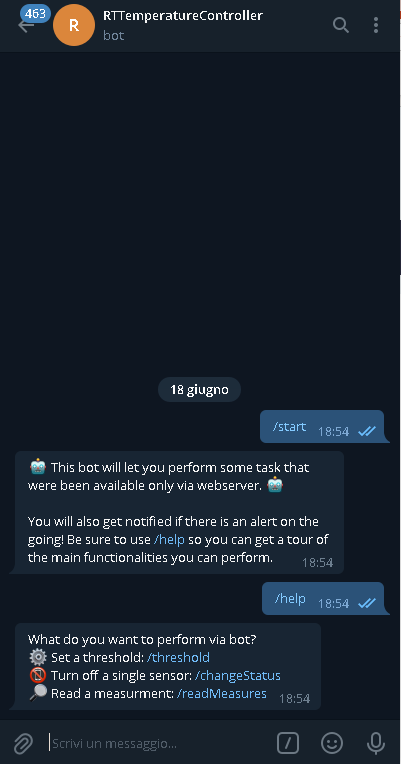 463
R
RTTemperatureController
bot
18 giugno
/start 18:54
This bot will let you perform some task that
were been available only via webserver.
You will also get notified if there is an alert on the
going! Be sure to use /help so you can get a tour of
the main functionalities you can perform. 18:54
/help 18:54
What do you want to perform via bot?
Set a threshold: /threshold
Turn off a single sensor: /changeStatus
Read a measurment: /readMeasures 18:54
Scrivi un messaggio...